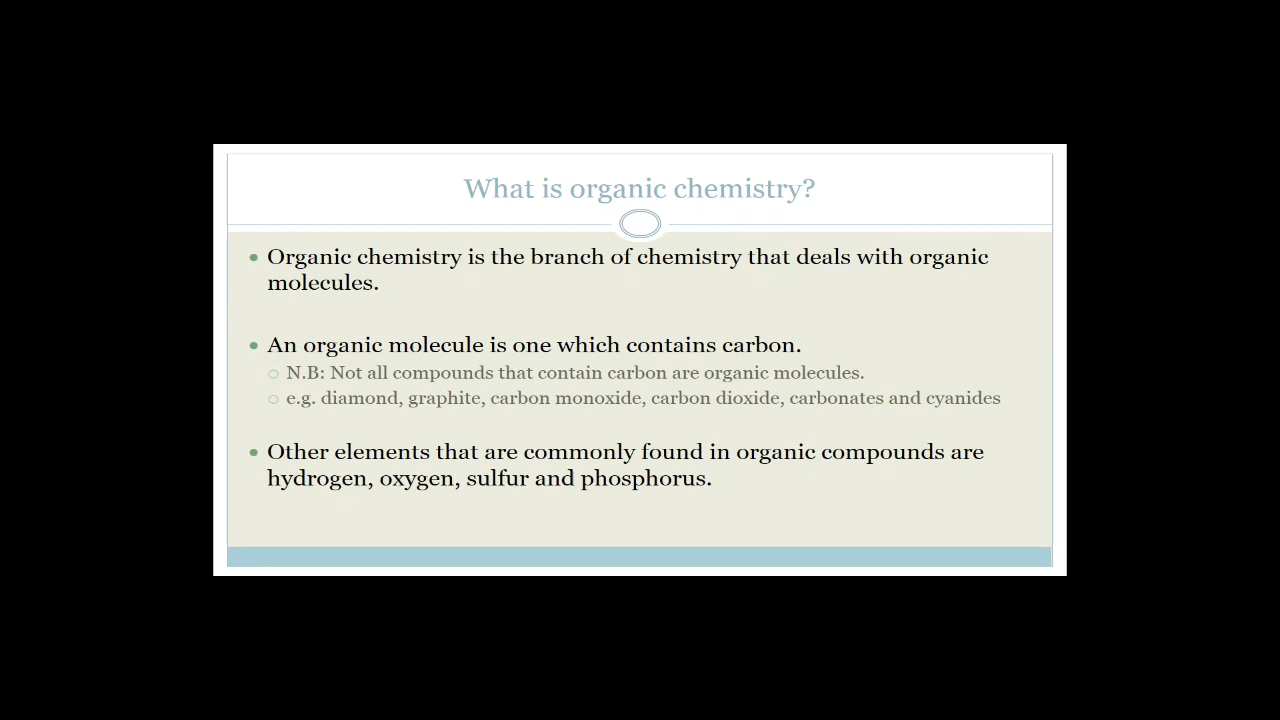 What is organic chemistry?
• Organic chemistry is the branch of chemistry that deals with organic
molecules.
• An organic molecule is one which contains carbon.
○ N.B: Not all compounds that contain carbon are organic molecules.
○ e.g. diamond, graphite, carbon monoxide, carbon dioxide, carbonates and cyanides
• Other elements that are commonly found in organic compounds are
hydrogen, oxygen, sulfur and phosphorus.